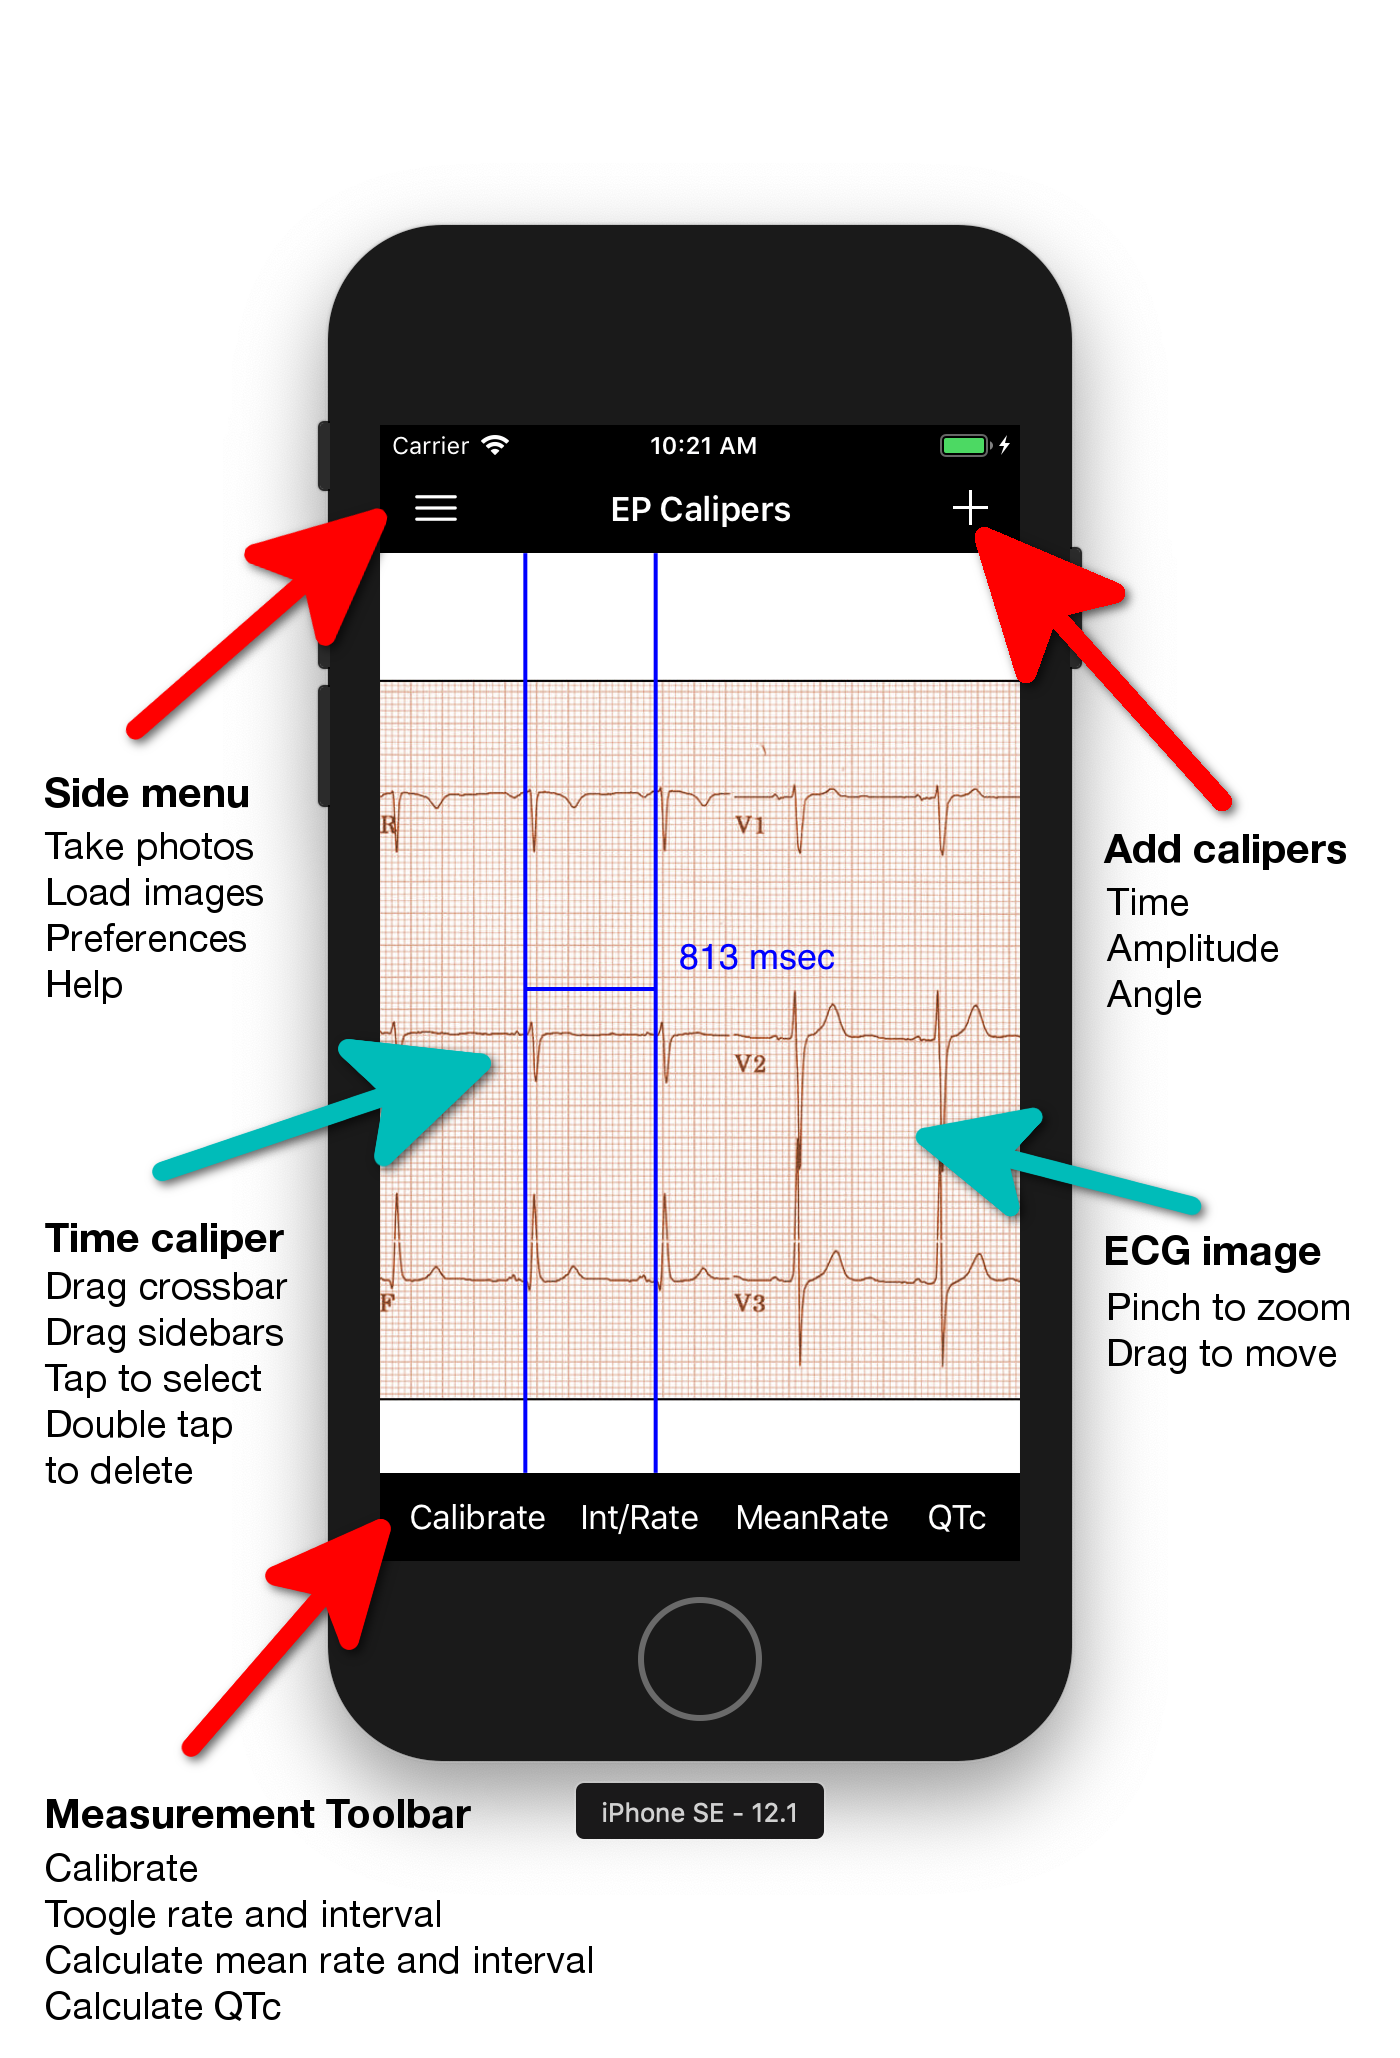 Carrier 10:21 AM
EP Calipers
Side menu
Take photos
Load images
Preferences
Help
Add calipers
Time
Amplitude
Angle
R
V1
813 msec
V2
F
V3
Time caliper
Drag crossbar
Drag sidebars
Tap to select
Double tap
to delete
ECG image
Pinch to zoom
Drag to move
Calibrate Int/Rate MeanRate QTc
iPhone SE - 12.1
Measurement Toolbar
Calibrate
Toogle rate and interval
Calculate mean rate and interval
Calculate QTc